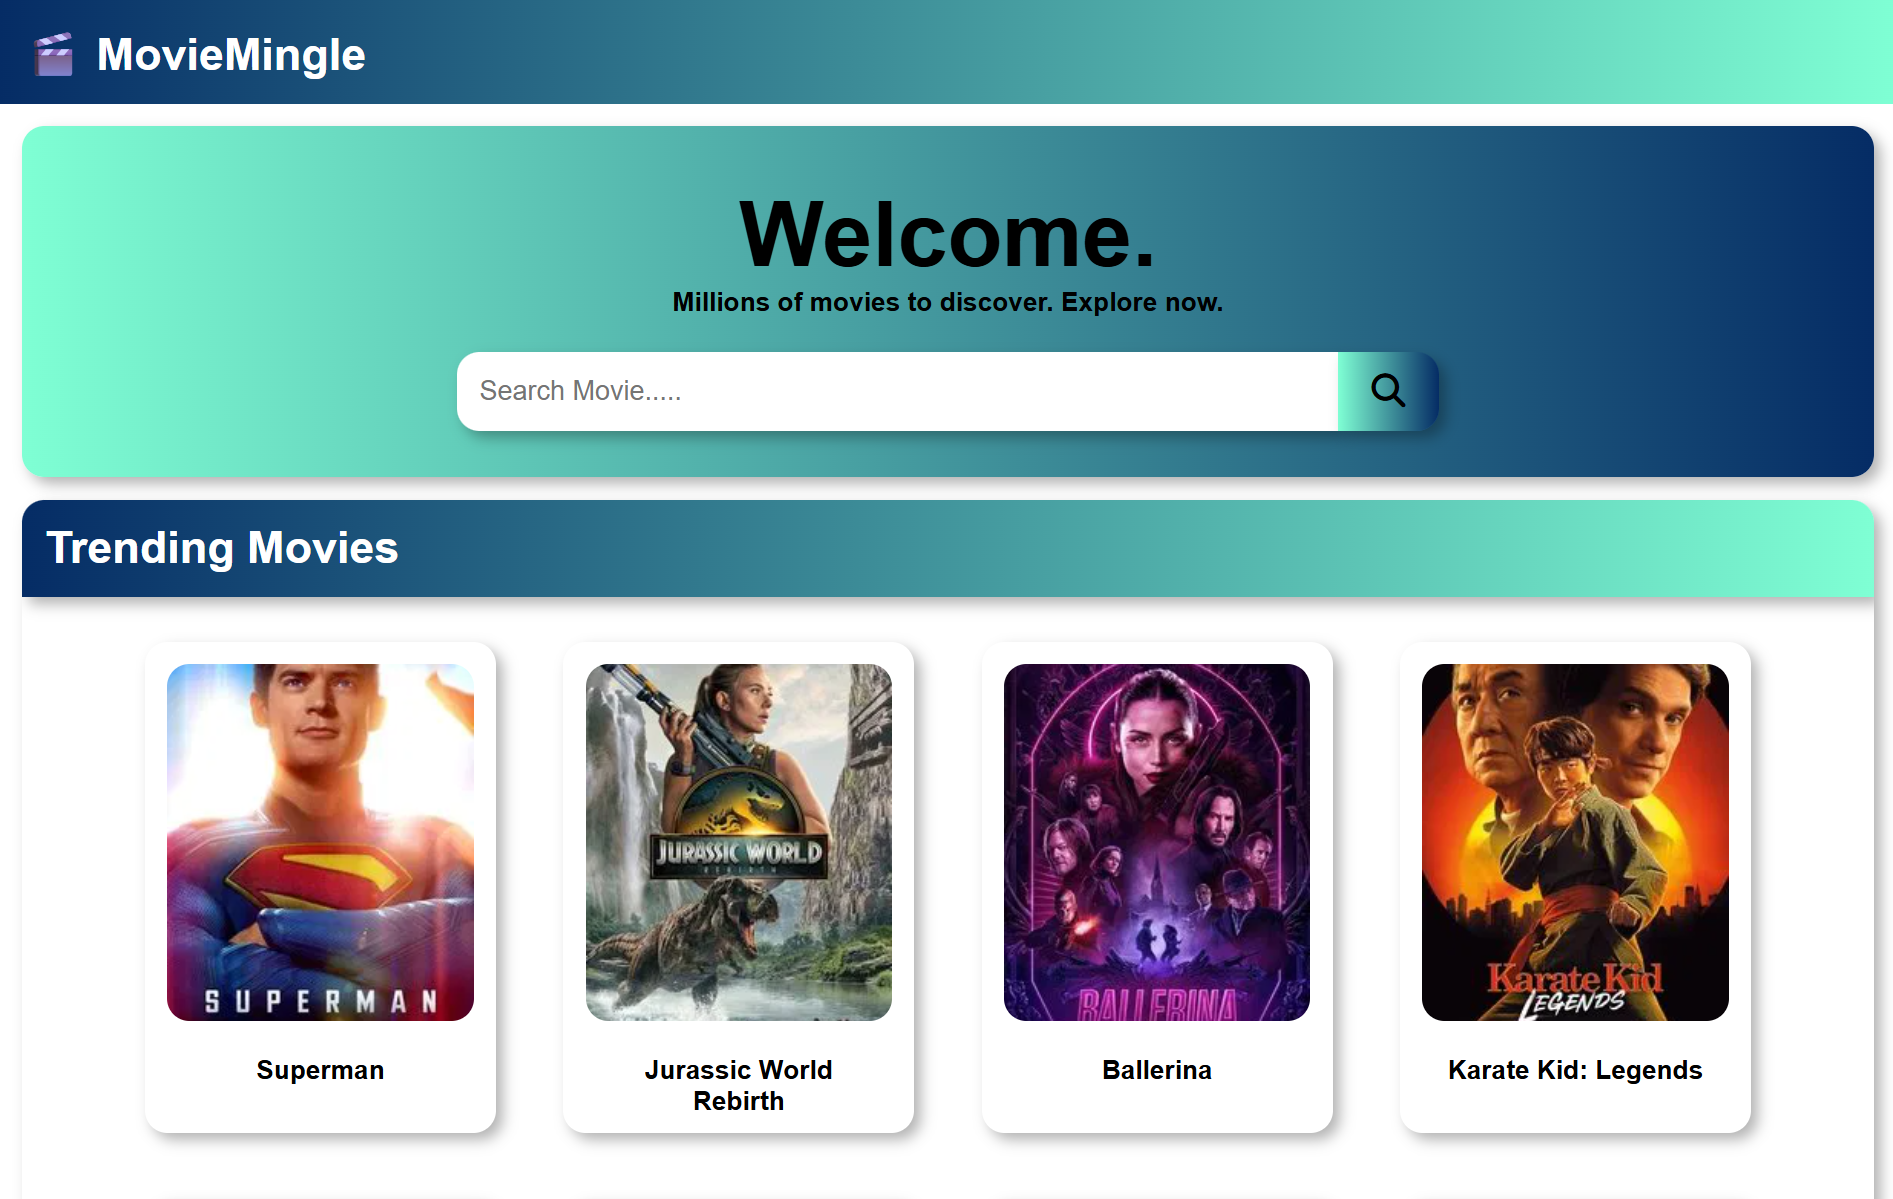 MovieMingle
Welcome.
Millions of movies to discover. Explore now.
Search Movie.....
Trending Movies
SUPERMAN
JURASSIC WORLD
REBIRTH
BALLERINA
Karate Kid
LEGENDS
Superman
Jurassic World
Rebirth
Ballerina
Karate Kid: Legends